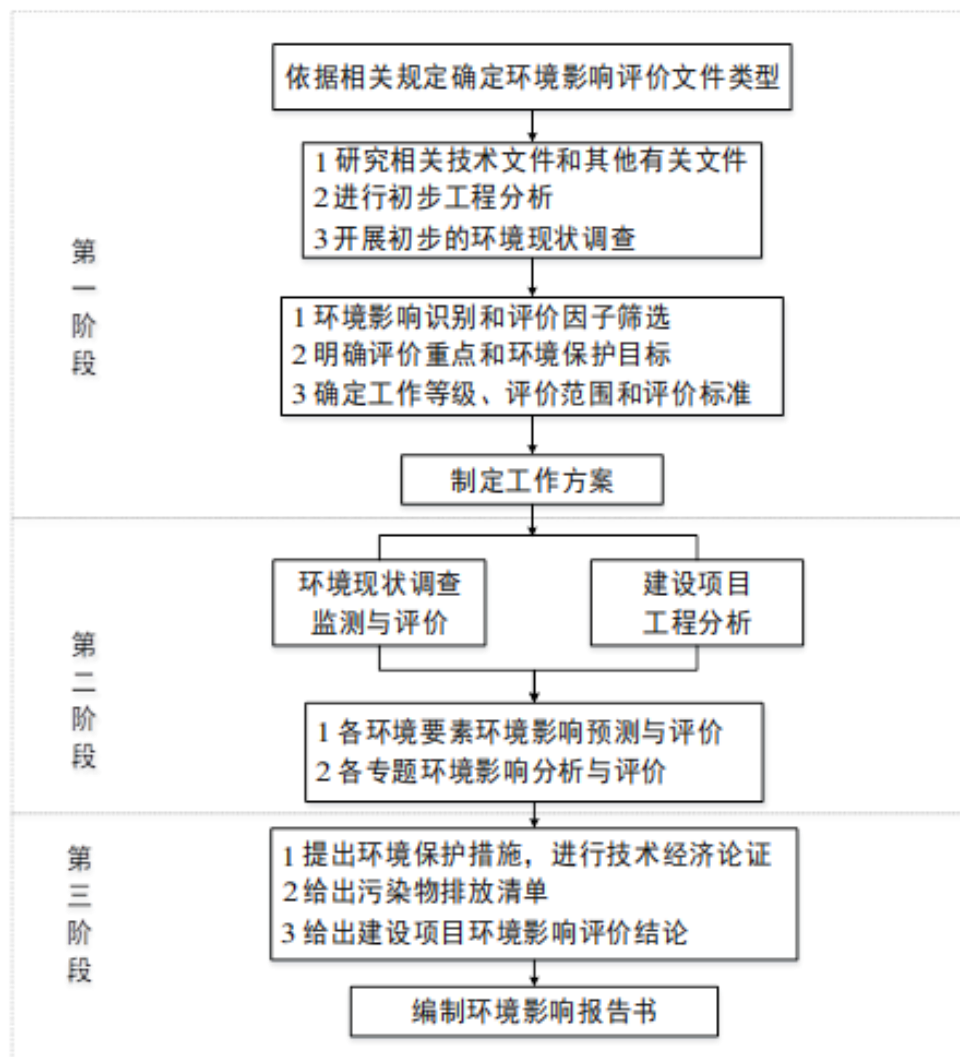 依据相关规定确定环境影响评价文件类型
1 研究相关技术文件和其他有关文件
2 进行初步工程分析
3 开展初步的环境现状调查
第一阶段
1 环境影响识别和评价因子筛选
2 明确评价重点和环境保护目标
3 确定工作等级、评价范围和评价标准
制定工作方案
环境现状调查
监测与评价
建设项目
工程分析
第二阶段
1 各环境要素环境影响预测与评价
2 各专题环境影响分析与评价
第三阶段
1 提出环境保护措施，进行技术经济论证
2 给出污染物排放清单
3 给出建设项目环境影响评价结论
编制环境影响报告书